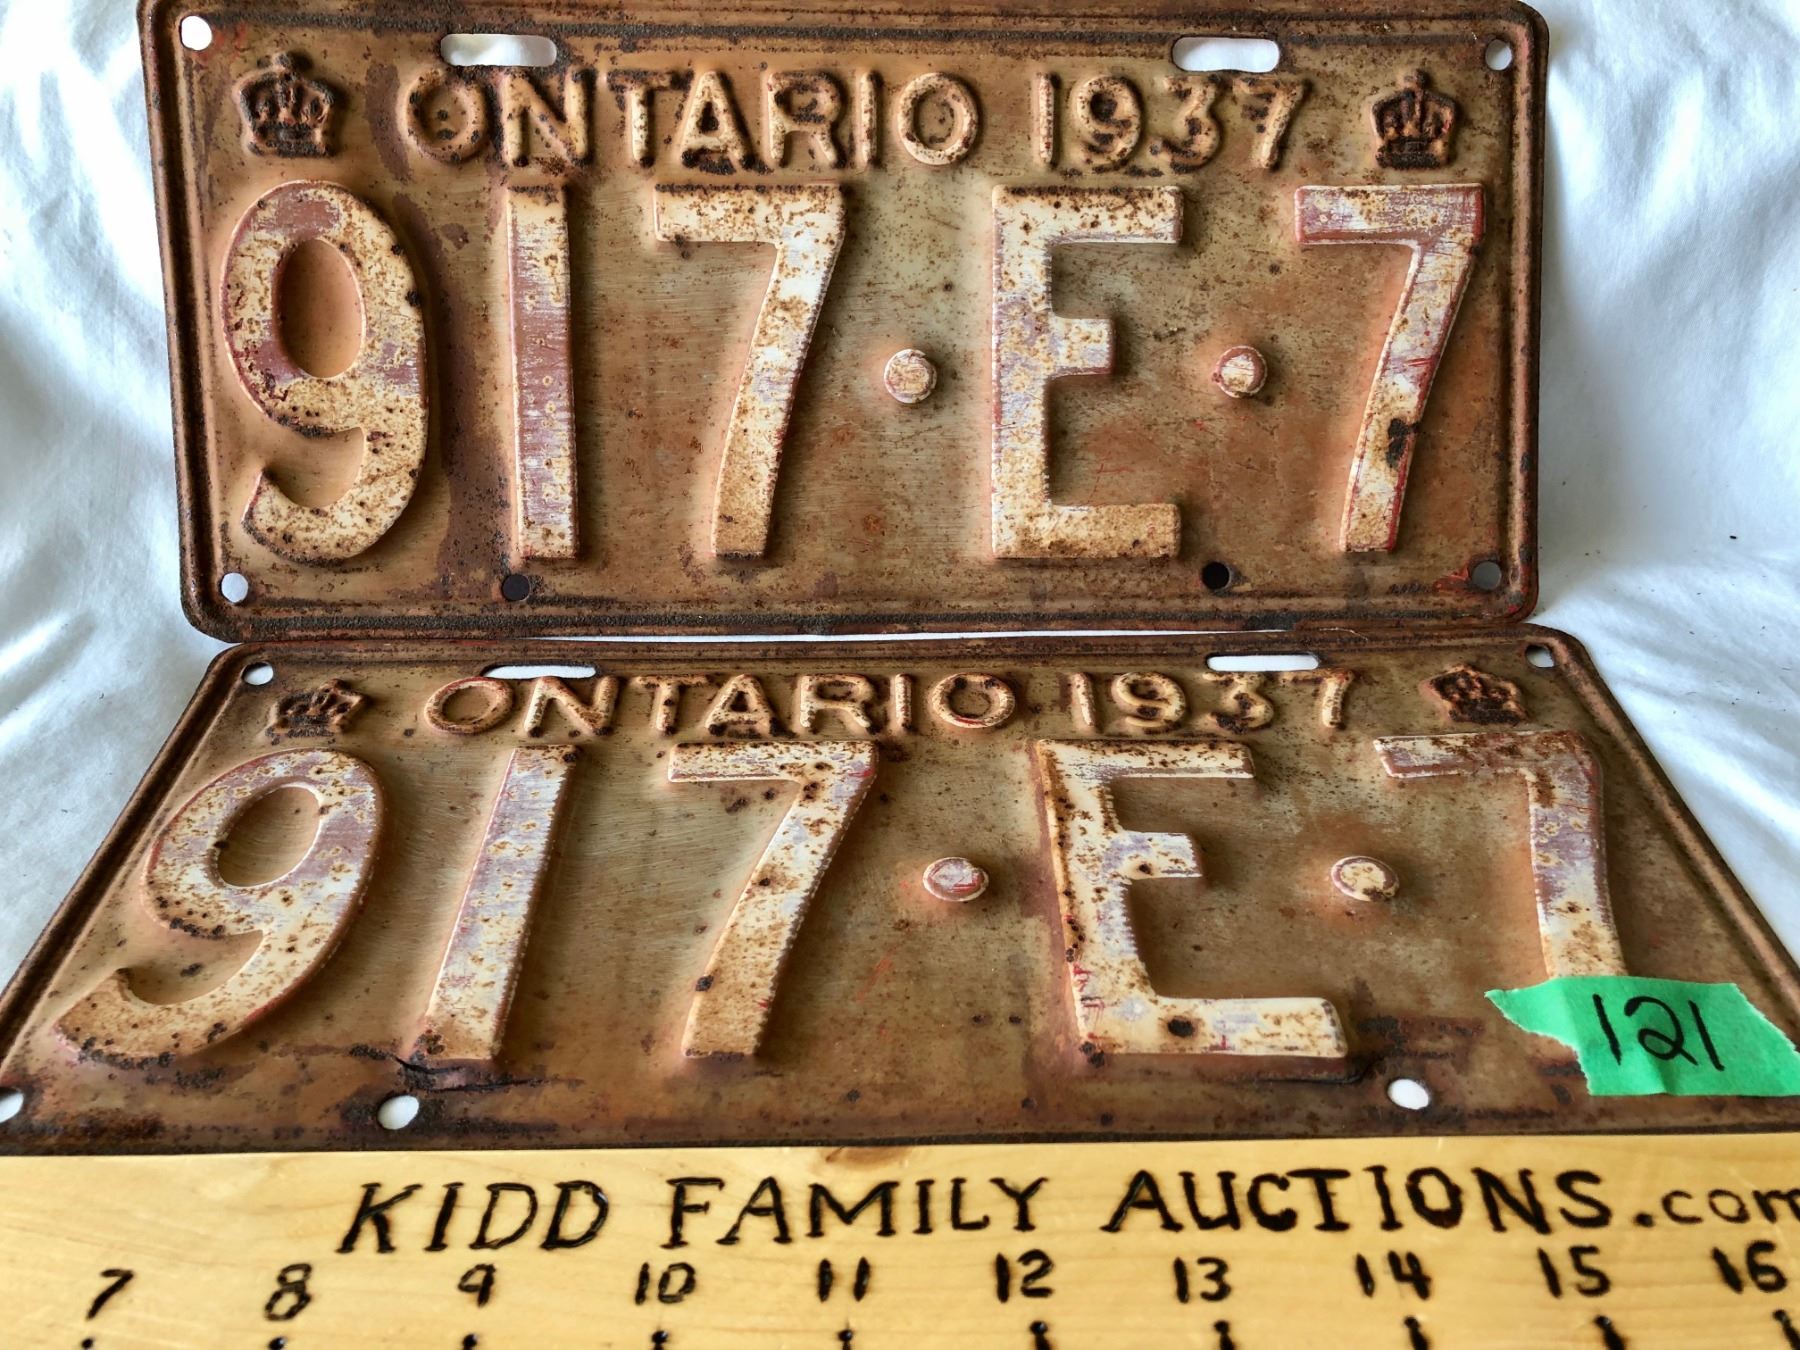 ONTARIO 1937
917·E·7
ONTARIO 1937
917·E·7
121
KIDD FAMILY AUCTIONS.com
7 8 9 10 11 12 13 14 15 16